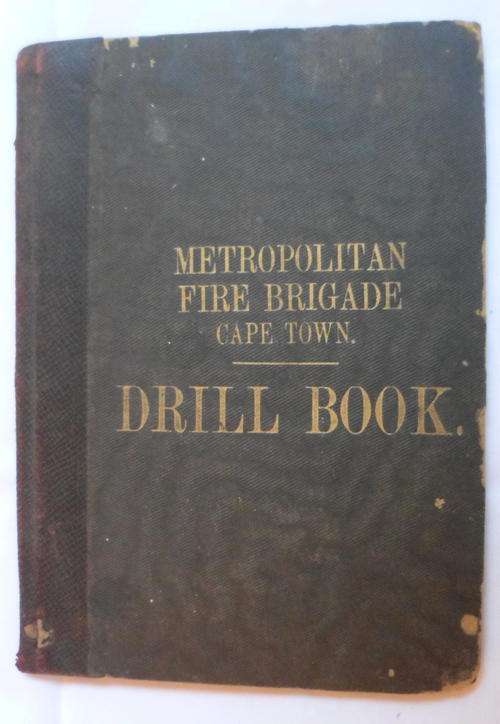 METROPOLITAN
FIRE BRIGADE
CAPE TOWN.
DRILL BOOK.